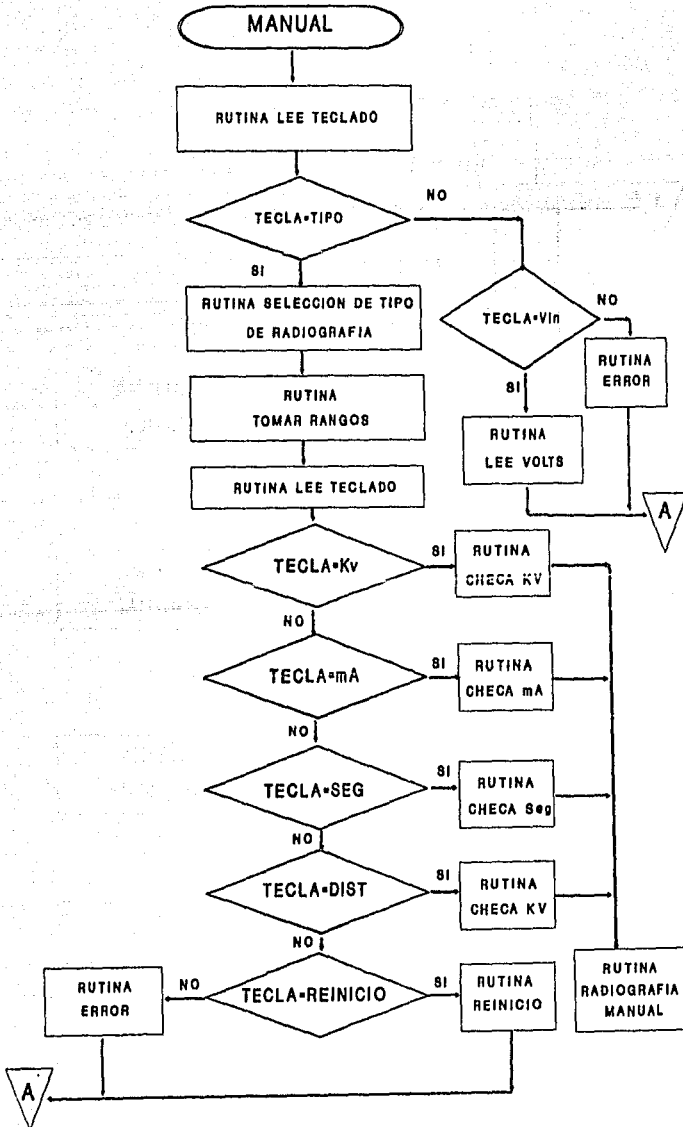 MANUAL
RUTINA LEE TECLADO
TECLA=TIPO
NO
SI
RUTINA SELECCION DE TIPO
DE RADIOGRAFIA
TECLA=Vin
NO
SI
RUTINA
ERROR
RUTINA
TOMAR RANGOS
RUTINA
LEE VOLTS
RUTINA LEE TECLADO
A
TECLA=Kv
SI
RUTINA
CHECA KV
NO
TECLA=mA
SI
RUTINA
CHECA mA
NO
TECLA=SEG
SI
RUTINA
CHECA Seg
NO
TECLA=DIST
SI
RUTINA
CHECA KV
NO
RUTINA
ERROR
NO
TECLA=REINICIO
SI
RUTINA
REINICIO
RUTINA
RADIOGRAFIA
MANUAL
A